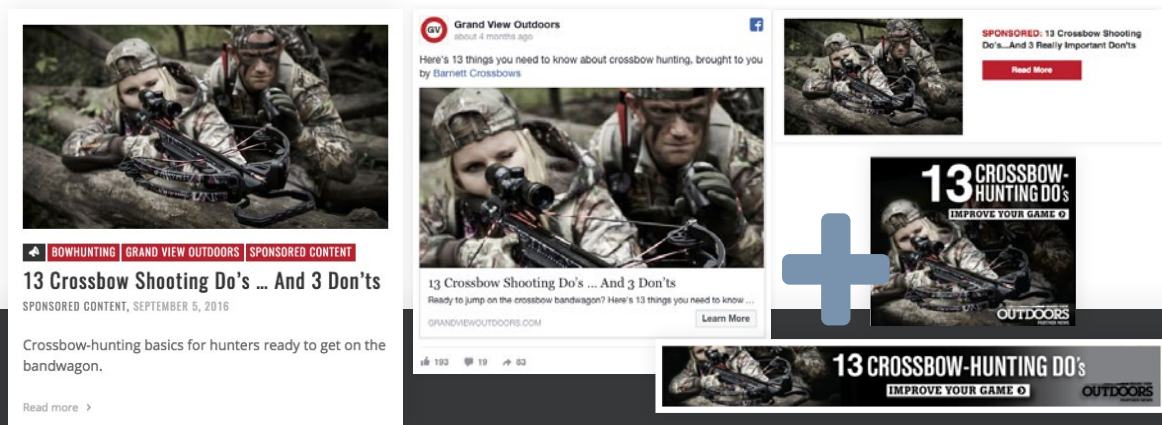 BOWHUNTING GRAND VIEW OUTDOORS SPONSORED CONTENT
13 Crossbow Shooting Do's ... And 3 Don'ts
SPONSORED CONTENT, SEPTEMBER 5, 2016
Crossbow-hunting basics for hunters ready to get on the
bandwagon.
Read more >
GV
Grand View Outdoors
about 4 months ago
Here's 13 things you need to know about crossbow hunting, brought to you
by Barnett Crossbows
13 Crossbow Shooting Do's ... And 3 Don'ts
Ready to jump on the crossbow bandwagon? Here's 13 things you need to know ...
GRANDVIEWOUTDOORS.COM
Learn More
193 19 83
SPONSORED: 13 Crossbow Shooting
Do's...And 3 Really Important Don'ts
Read More
13 CROSSBOW-
HUNTING DO's
IMPROVE YOUR GAME
OUTDOORS
PARTNER NEWS
13 CROSSBOW-HUNTING DO's
IMPROVE YOUR GAME
OUTDOORS
PARTNER NEWS